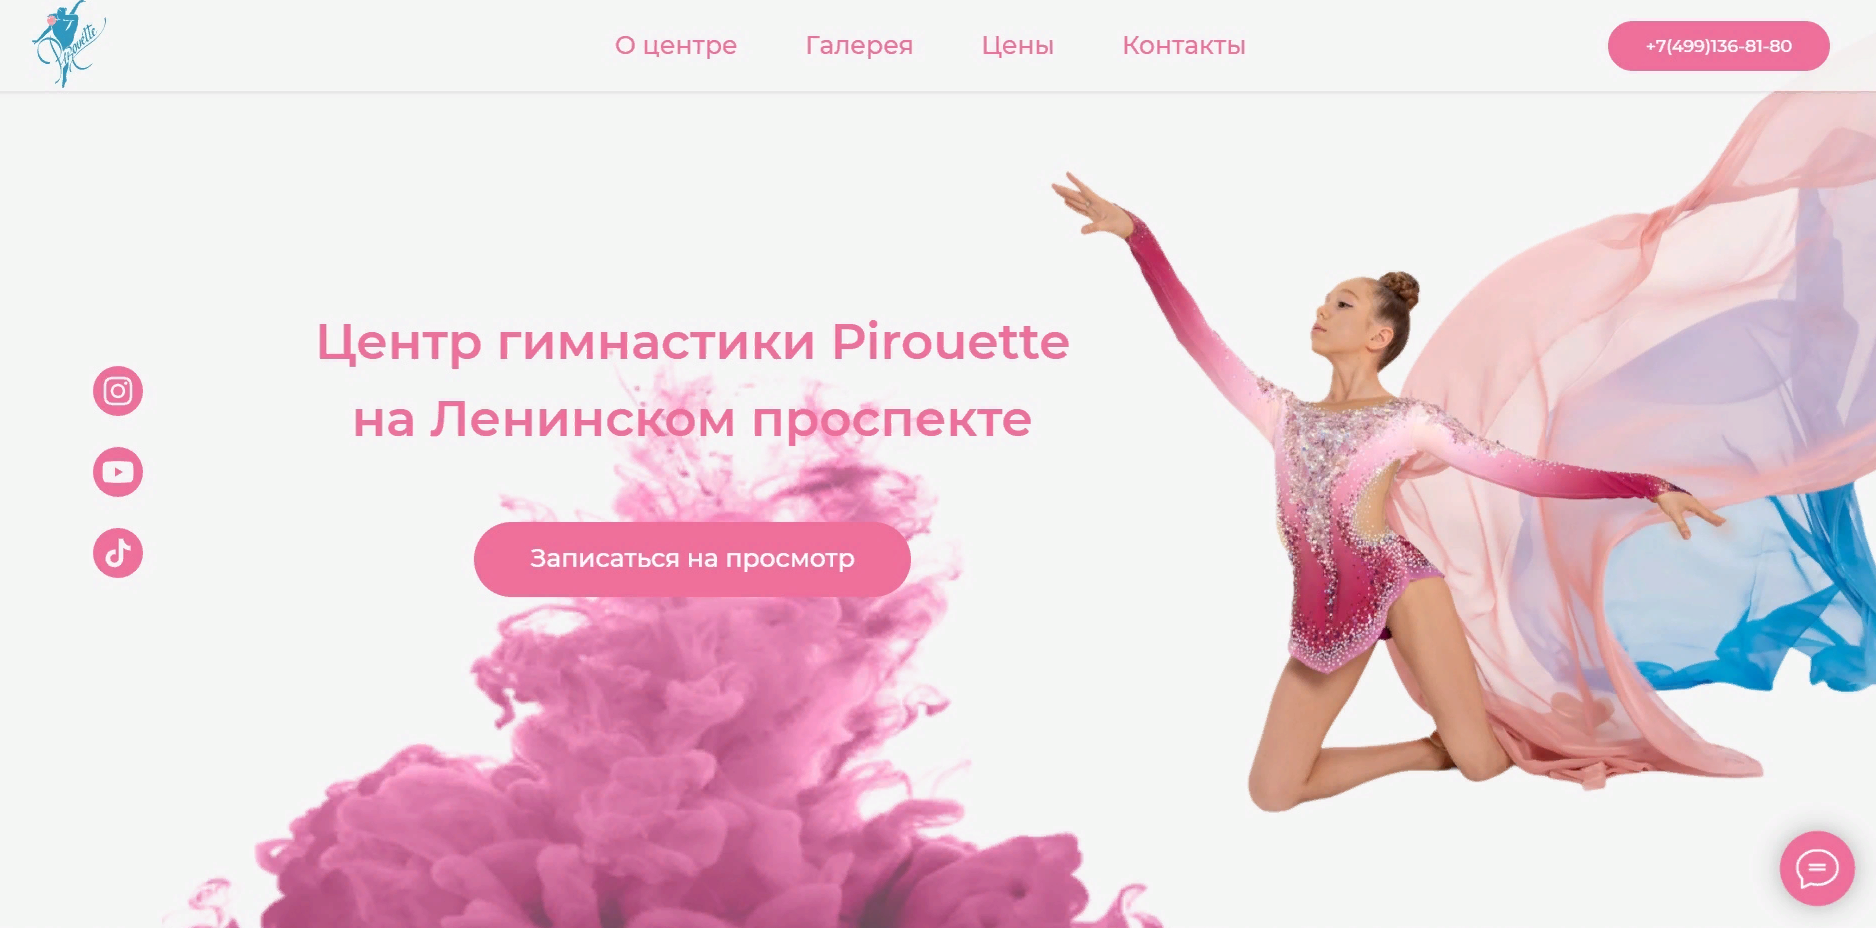 Pirouette
О центре
Галерея
Цены
Контакты
+7(499)136-81-80
Центр гимнастики Pirouette
на Ленинском проспекте
Записаться на просмотр